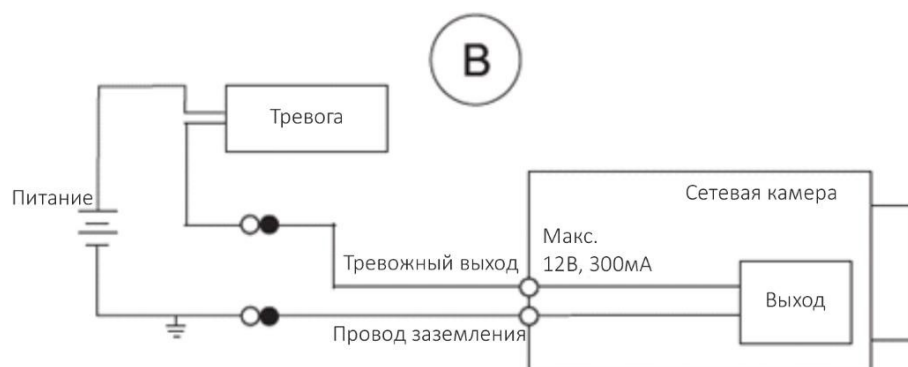 B
Тревога
Питание
Сетевая камера
Макс.
12В, 300мА
Тревожный выход
Выход
Провод заземления